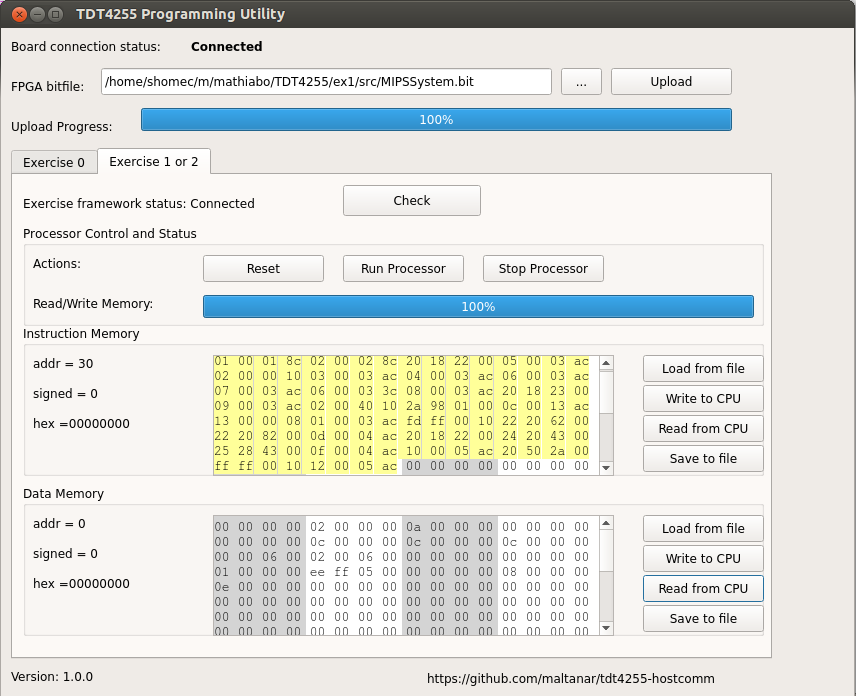 TDT4255 Programming Utility
Board connection status: Connected
FPGA bitfile: /home/shomec/m/mathiabo/TDT4255/ex1/src/MIPSSystem.bit ... Upload
Upload Progress: 100%
Exercise 0 Exercise 1 or 2
Exercise framework status: Connected Check
Processor Control and Status
Actions: Reset Run Processor Stop Processor
Read/Write Memory: 100%
Instruction Memory
addr = 30
signed = 0
hex =00000000
01 00 01 8c 02 00 02 8c 20 18 22 00 05 00 03 ac
02 00 00 10 03 00 03 ac 04 00 03 ac 06 00 03 ac
07 00 03 ac 06 00 03 3c 08 00 03 ac 20 18 23 00
09 00 03 ac 02 00 40 10 2a 98 01 00 0c 00 13 ac
13 00 00 08 01 00 03 ac fd ff 00 10 22 20 62 00
22 20 82 00 0d 00 04 ac 20 18 22 00 24 20 43 00
25 28 43 00 0f 00 04 ac 10 00 05 ac 20 50 2a 00
ff ff 00 10 12 00 05 ac 00 00 00 00 00 00 00 00
Load from file
Write to CPU
Read from CPU
Save to file
Data Memory
addr = 0
signed = 0
hex =00000000
00 00 00 00 02 00 00 00 0a 00 00 00 00 00 00 00
00 00 00 00 0c 00 00 00 0c 00 00 00 0c 00 00 00
00 00 06 00 02 00 06 00 00 00 00 00 00 00 00 00
01 00 00 00 ee ff 05 00 00 00 00 00 08 00 00 00
0e 00 00 00 00 00 00 00 00 00 00 00 00 00 00 00
00 00 00 00 00 00 00 00 00 00 00 00 00 00 00 00
00 00 00 00 00 00 00 00 00 00 00 00 00 00 00 00
00 00 00 00 00 00 00 00 00 00 00 00 00 00 00 00
Load from file
Write to CPU
Read from CPU
Save to file
Version: 1.0.0 https://github.com/maltanar/tdt4255-hostcomm